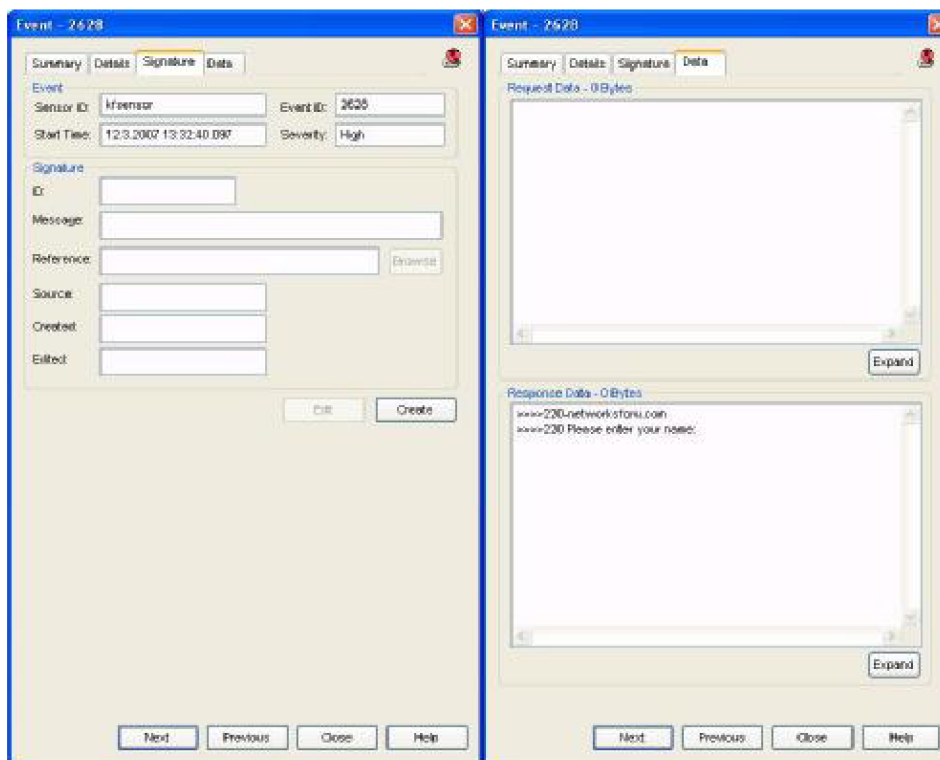 Event - 2628
Summary Details Signature Data
Event
Sensor ID: kfsensor Event ID: 2628
Start Time: 12.3.2007 13:32:40.097 Severity: High
Signature
ID:
Message:
Reference: Browse
Source:
Created:
Edited:
Edit Create
Next Previous Close Help
Event - 2628
Summary Details Signature Data
Request Data - 0 Bytes
Expand
Response Data - 0 Bytes
>>>>220-networksforu.com
>>>>220 Please enter your name:
Expand
Next Previous Close Help